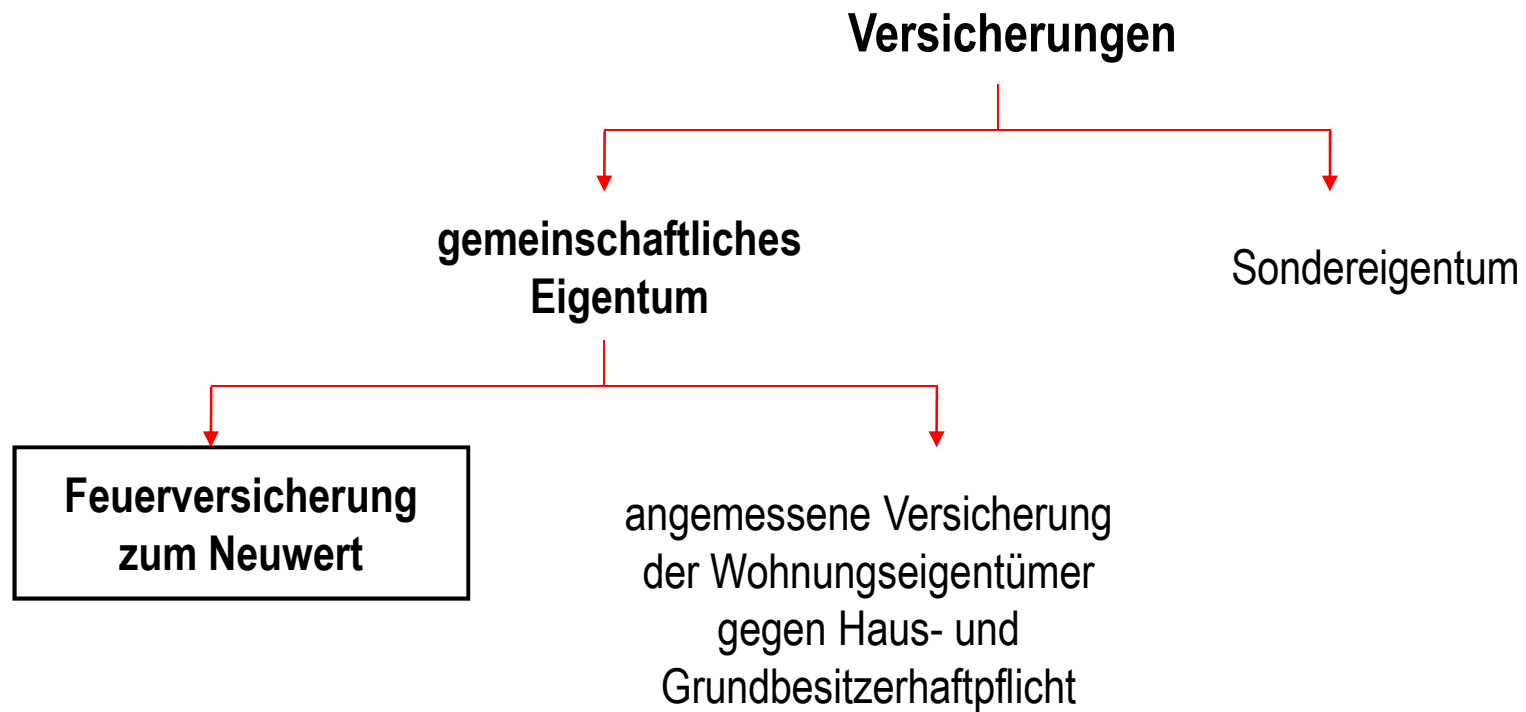 Versicherungen
gemeinschaftliches
Eigentum
Sondereigentum
Feuerversicherung
zum Neuwert
angemessene Versicherung
der Wohnungseigentümer
gegen Haus- und
Grundbesitzerhaftpflicht